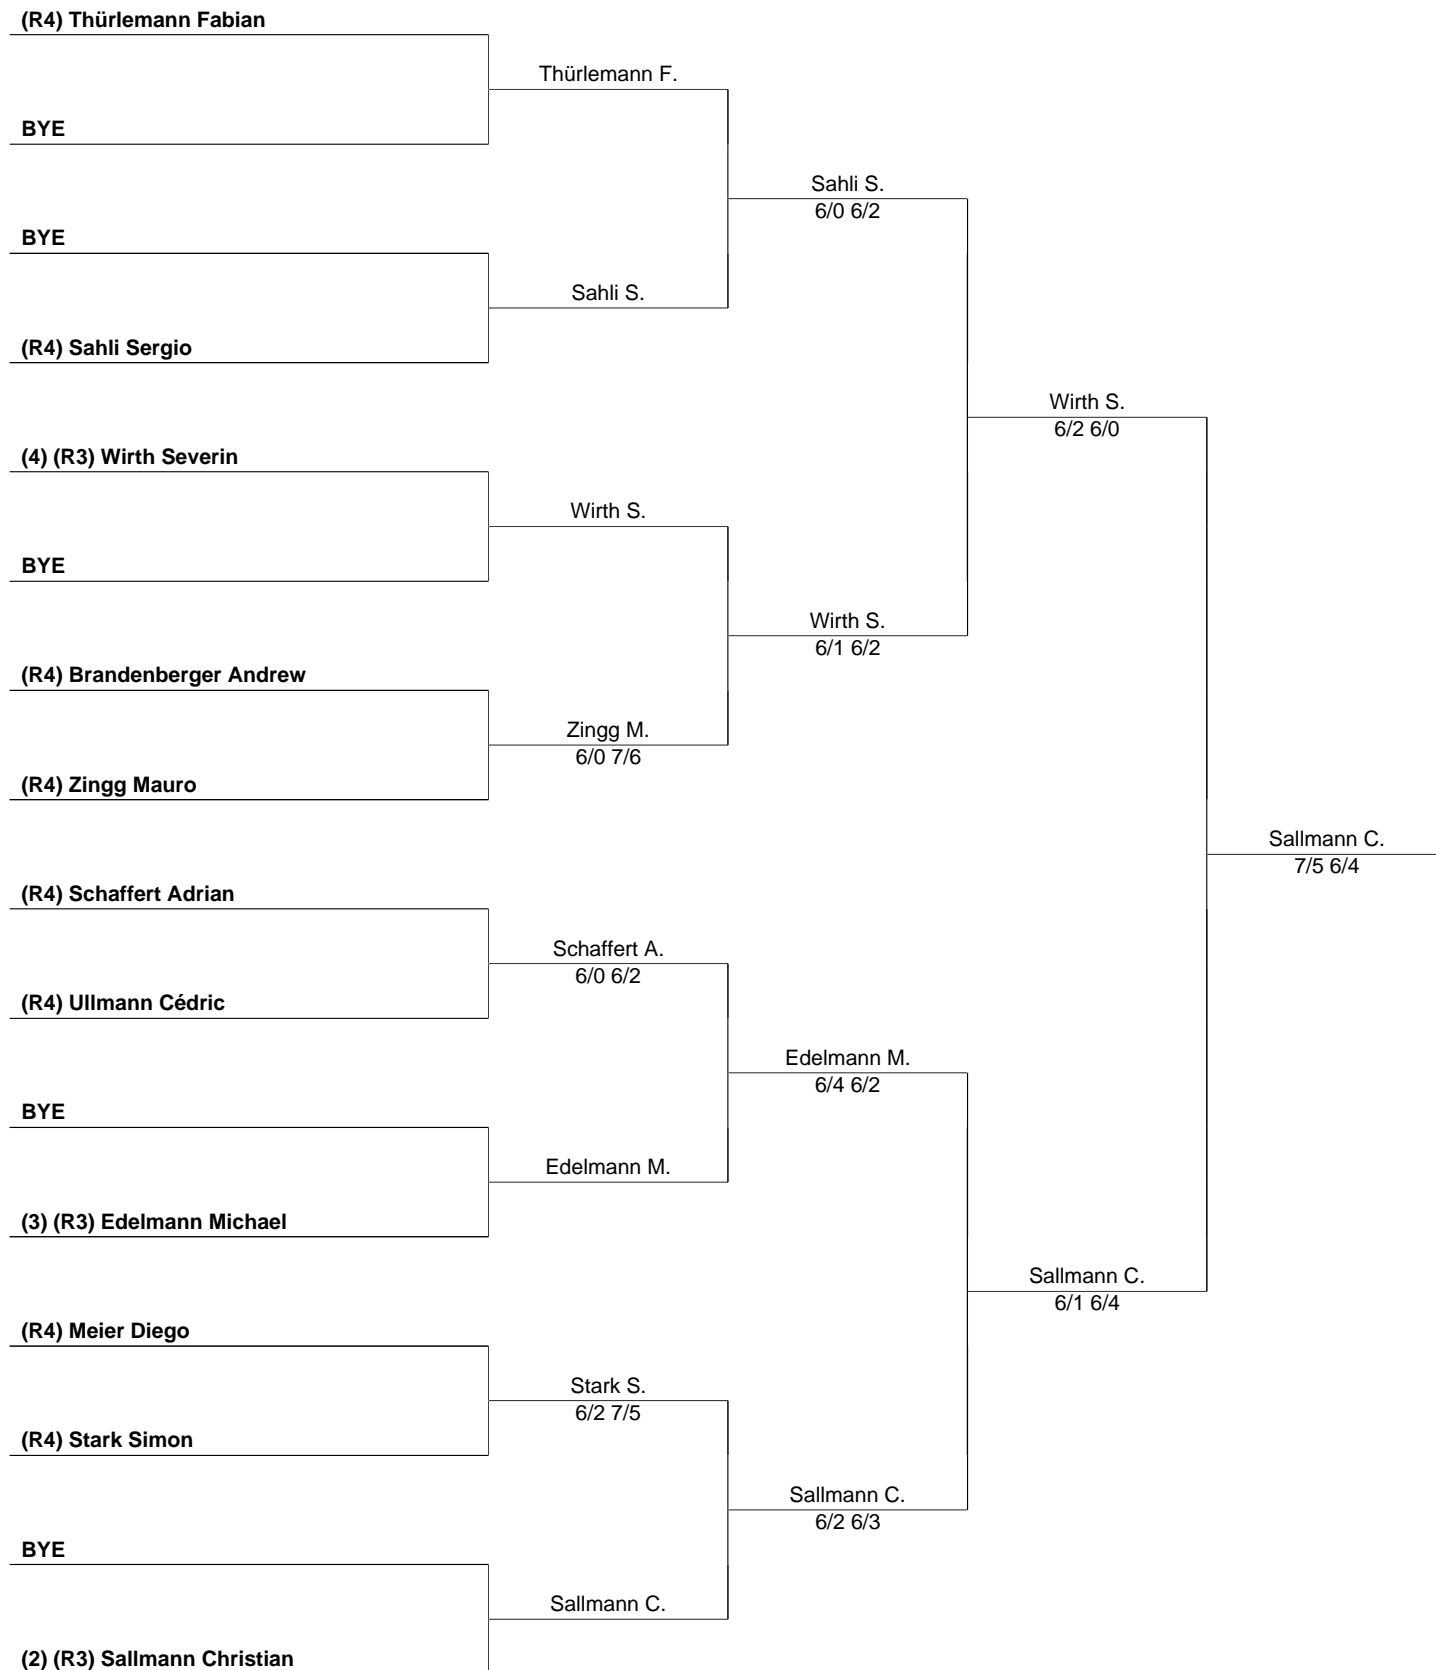 (R4) Thürlemann Fabian
Thürlemann F.
BYE
Sahli S.
6/0 6/2
BYE
Sahli S.
(R4) Sahli Sergio
Wirth S.
6/2 6/0
(4) (R3) Wirth Severin
Wirth S.
BYE
Wirth S.
6/1 6/2
(R4) Brandenberger Andrew
Zingg M.
6/0 7/6
(R4) Zingg Mauro
Sallmann C.
7/5 6/4
(R4) Schaffert Adrian
Schaffert A.
6/0 6/2
(R4) Ullmann Cédric
Edelmann M.
6/4 6/2
BYE
Edelmann M.
(3) (R3) Edelmann Michael
Sallmann C.
6/1 6/4
(R4) Meier Diego
Stark S.
6/2 7/5
(R4) Stark Simon
Sallmann C.
6/2 6/3
BYE
Sallmann C.
(2) (R3) Sallmann Christian